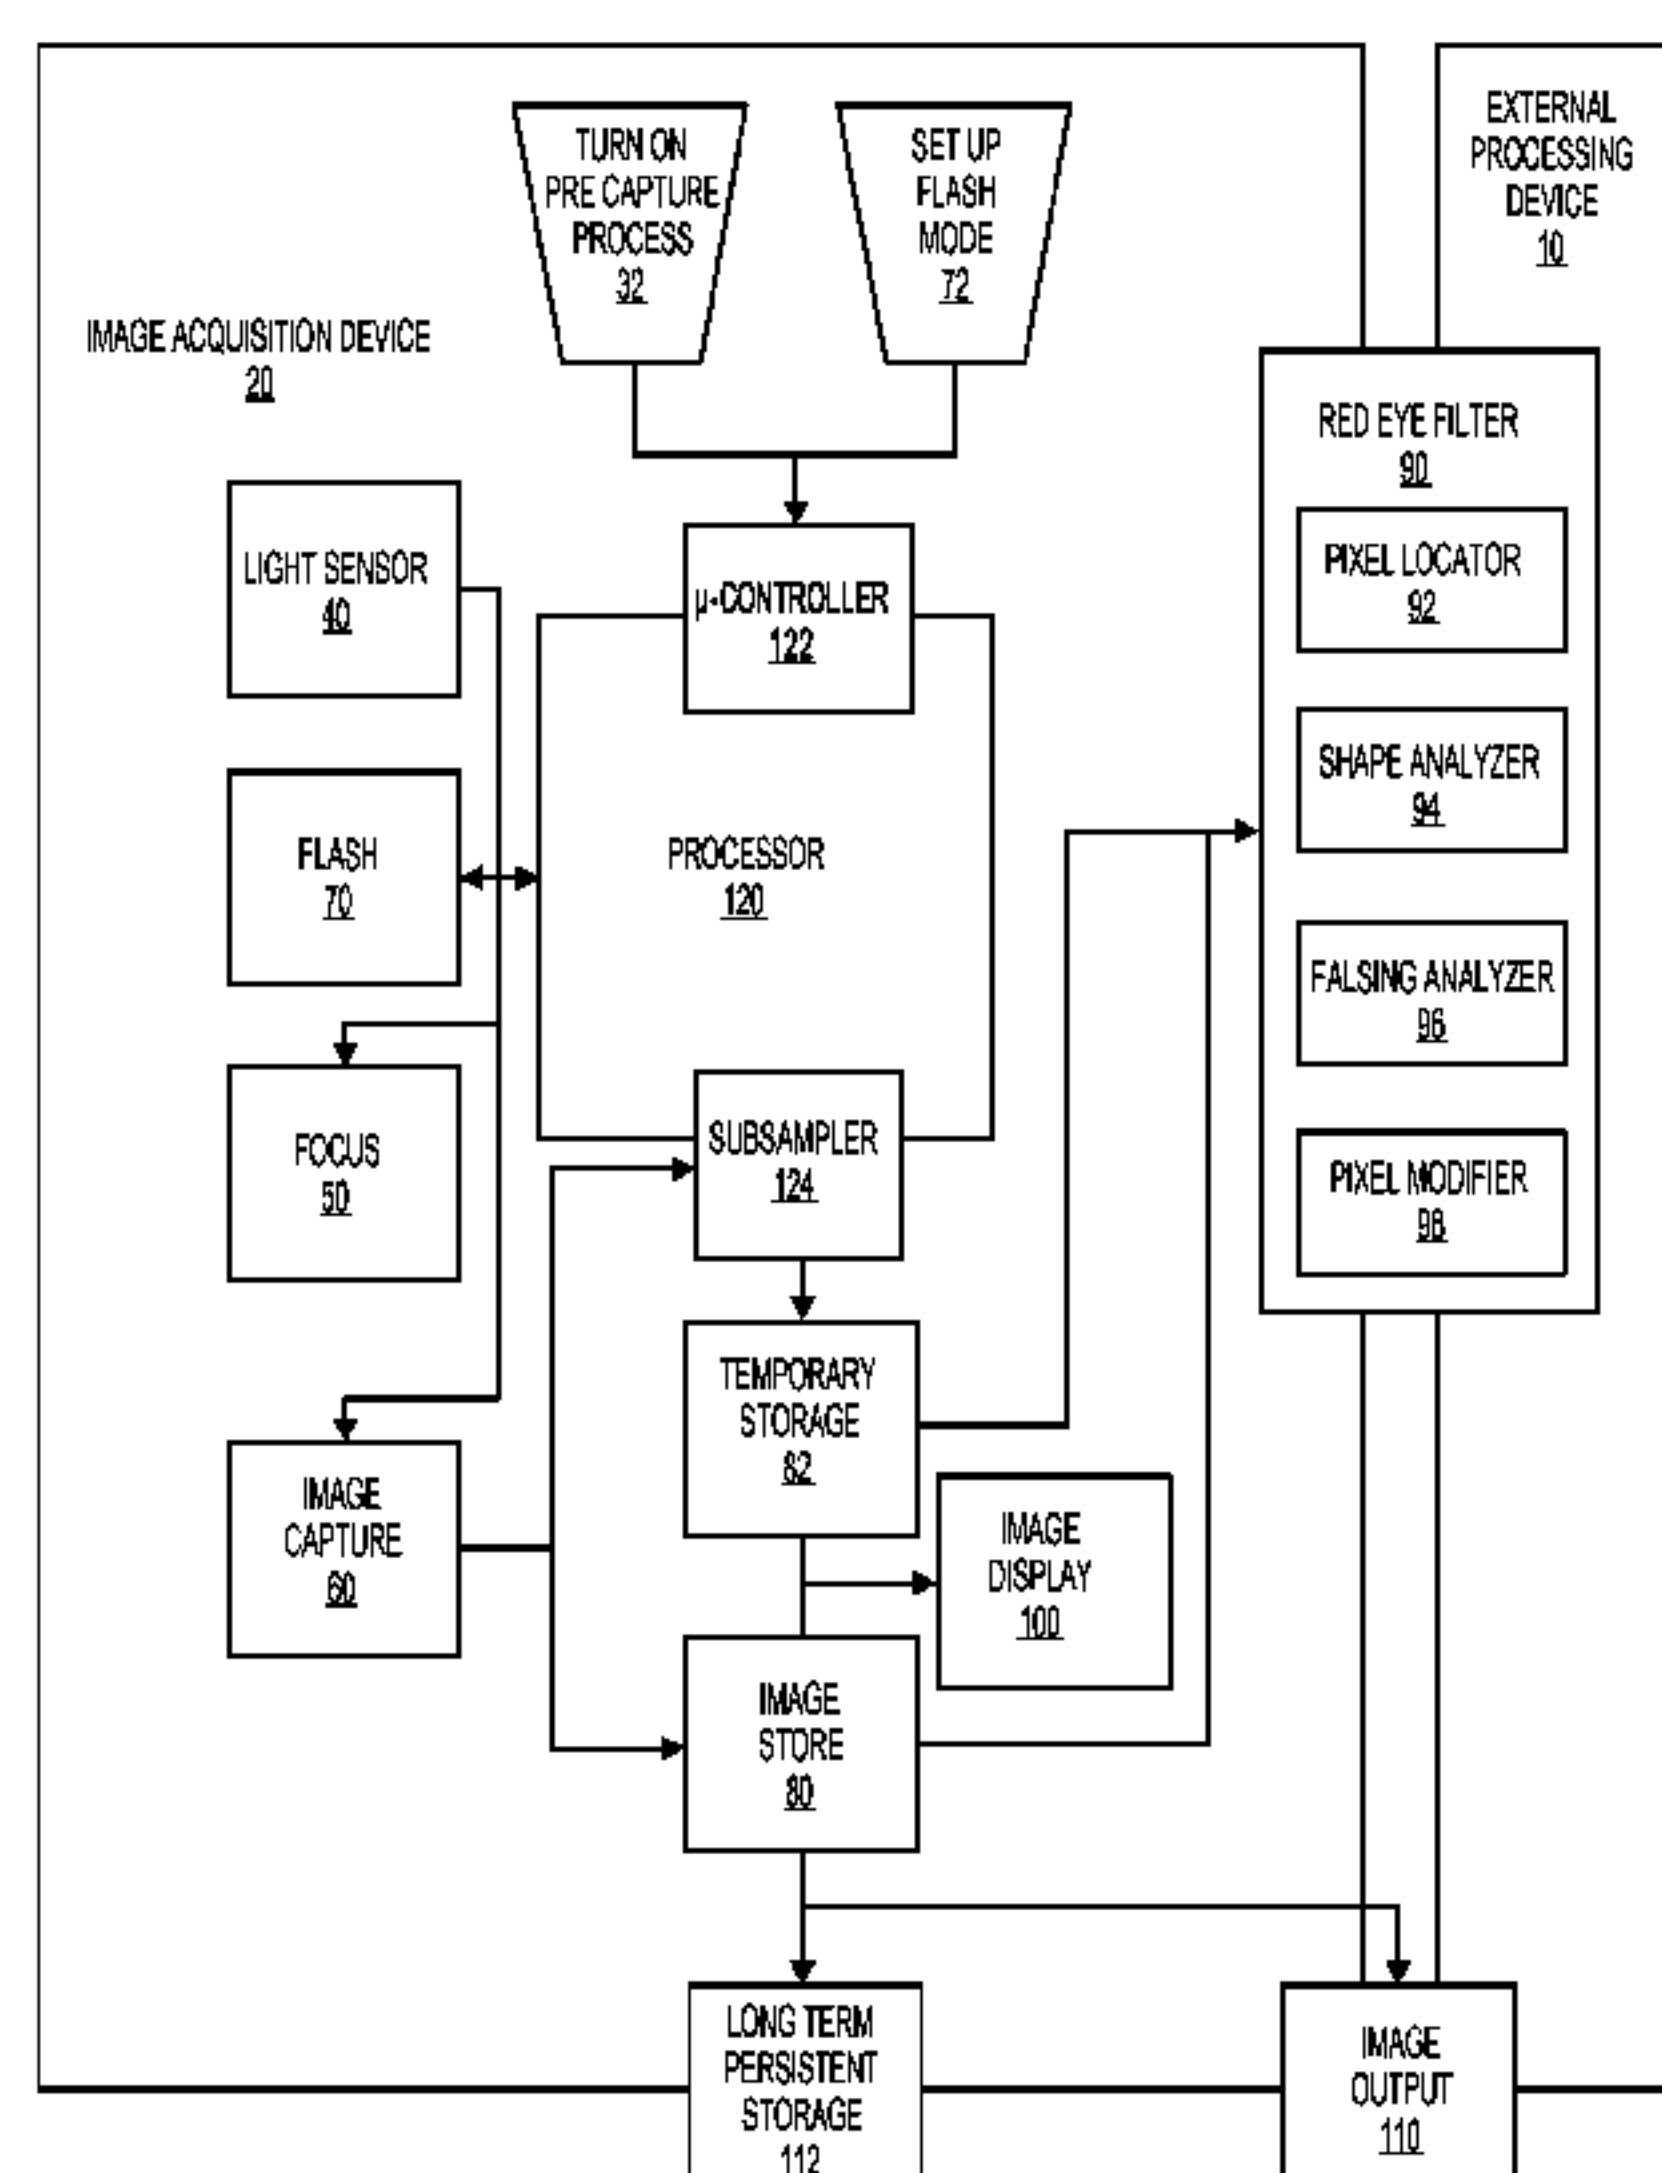 TURN ON
PRE CAPTURE
PROCESS
32
SET UP
FLASH
MODE
72
EXTERNAL
PROCESSING
DEVICE
10
IMAGE ACQUISITION DEVICE
20
RED EYE FILTER
90
LIGHT SENSOR
40
µ-CONTROLLER
122
PIXEL LOCATOR
92
SHAPE ANALYZER
94
FLASH
70
PROCESSOR
120
FALSING ANALYZER
96
FOCUS
50
SUBSAMPLER
124
PIXEL MODIFIER
98
TEMPORARY
STORAGE
82
IMAGE
CAPTURE
60
IMAGE
DISPLAY
100
IMAGE
STORE
80
LONG TERM
PERSISTENT
STORAGE
112
IMAGE
OUTPUT
110